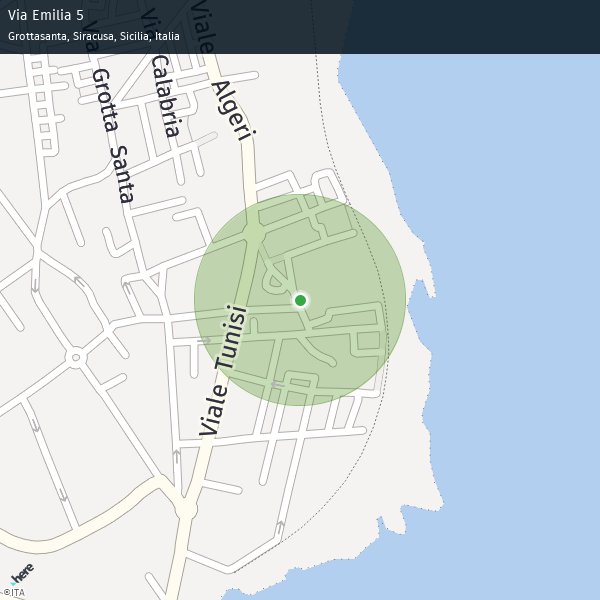 Via Emilia 5
Grottasanta, Siracusa, Sicilia, Italia
Viale Algeri
Via Calabria
Via Grotta Santa
Viale Tunisi
here
©ITA